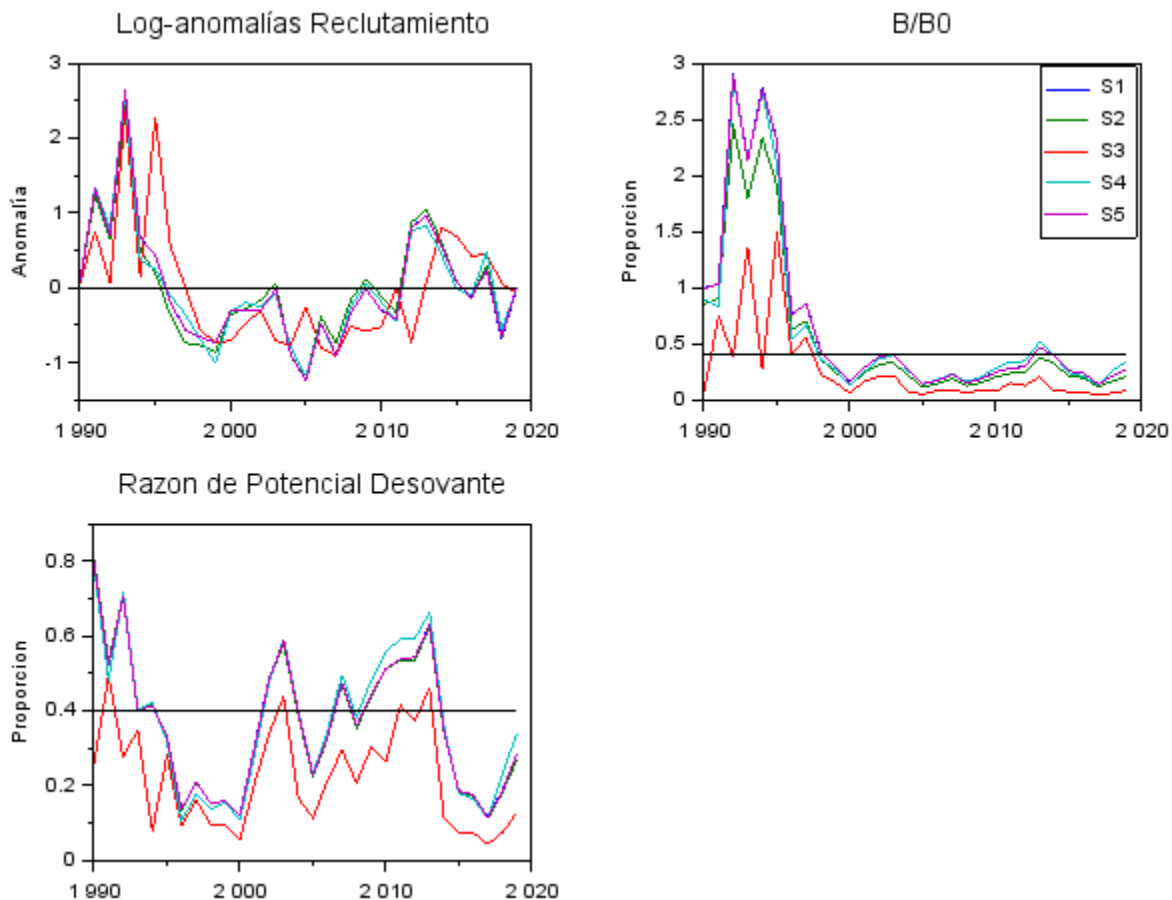 Log-anomalías Reclutamiento
Anomalía
3
2
1
0
-1
1 990
2 000
2 010
2 020
B/B0
Proporcion
3
2.5
2
1.5
1
0.5
0
1 990
2 000
2 010
2 020
S1
S2
S3
S4
S5
Razon de Potencial Desovante
Proporcion
0.8
0.6
0.4
0.2
0
1 990
2 000
2 010
2 020